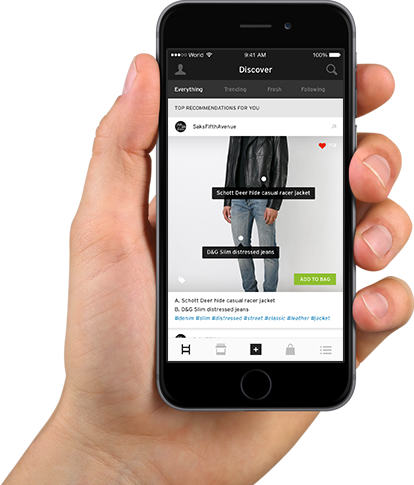 World 9:41 AM 100%
Discover
Everything Trending Fresh Following
TOP RECOMMENDATIONS FOR YOU
SaksFifthAvenue
Schott Deer hide casual racer jacket
D&G Slim distressed jeans
ADD TO BAG
A. Schott Deer hide casual racer jacket
B. D&G Slim distressed jeans
#denim #slim #distressed #street #classic #leather #jacket